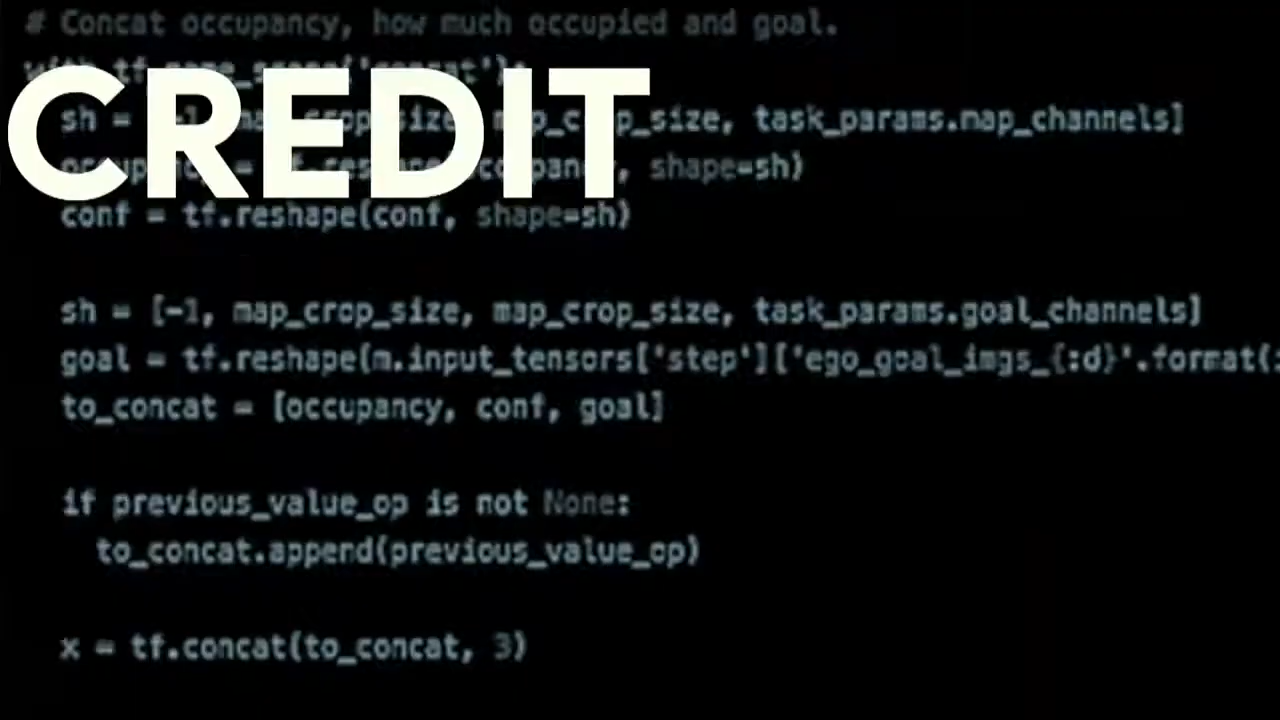 # Concat occupancy, how much occupied and goal.
CREDIT
sh = map_crop_size, task_params.map_channels]
shape=sh)
conf = tf.reshape(conf, shape=sh)
sh = [-1, map_crop_size, map_crop_size, task_params.goal_channels]
goal = tf.reshape(m.input_tensors['step']['ego_goal_imgs_{:d}'.format(
to_concat = [occupancy, conf, goal]
if previous_value_op is not None:
to_concat.append(previous_value_op)
x = tf.concat(to_concat, 3)